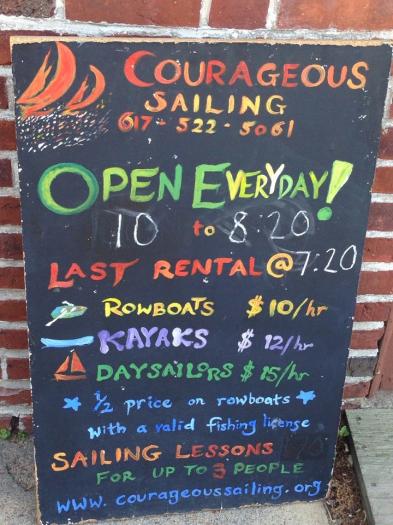 COURAGEOUS
SAILING
617-522-5061
OPEN EVERYDAY!
10 to 8:20
LAST RENTAL @ 7:20
ROWBOATS $10/hr
KAYAKS $12/hr
DAYSAILORS $15/hr
1/2 price on rowboats
with a valid fishing license
SAILING LESSONS
FOR UP TO 3 PEOPLE
www.courageoussailing.org